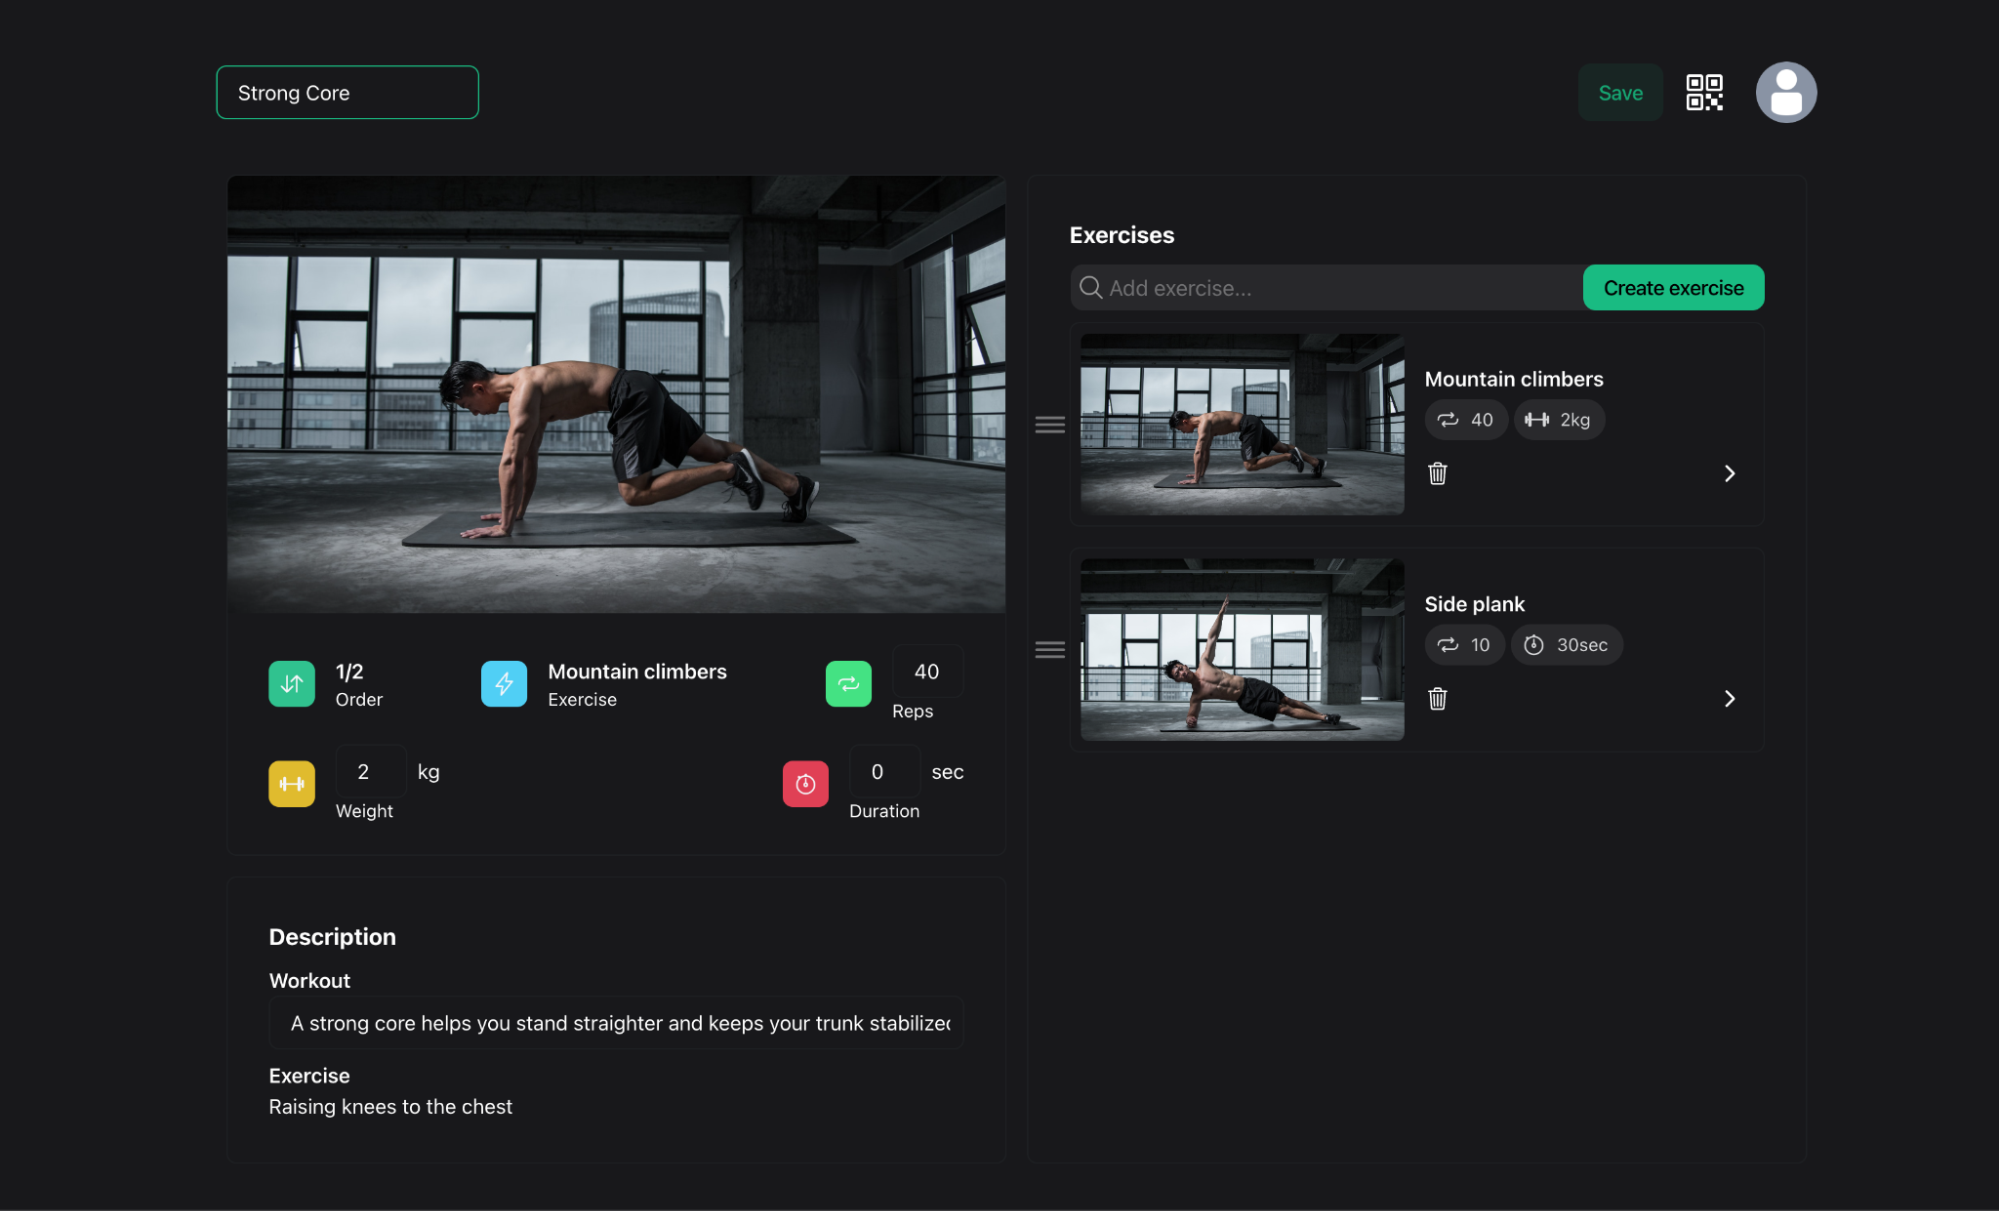 Strong Core
Save
1/2
Order
Mountain climbers
Exercise
40
Reps
2 kg
Weight
0 sec
Duration
Description
Workout
A strong core helps you stand straighter and keeps your trunk stabilized
Exercise
Raising knees to the chest
Exercises
Add exercise...
Create exercise
Mountain climbers
40 2kg
Side plank
10 30sec